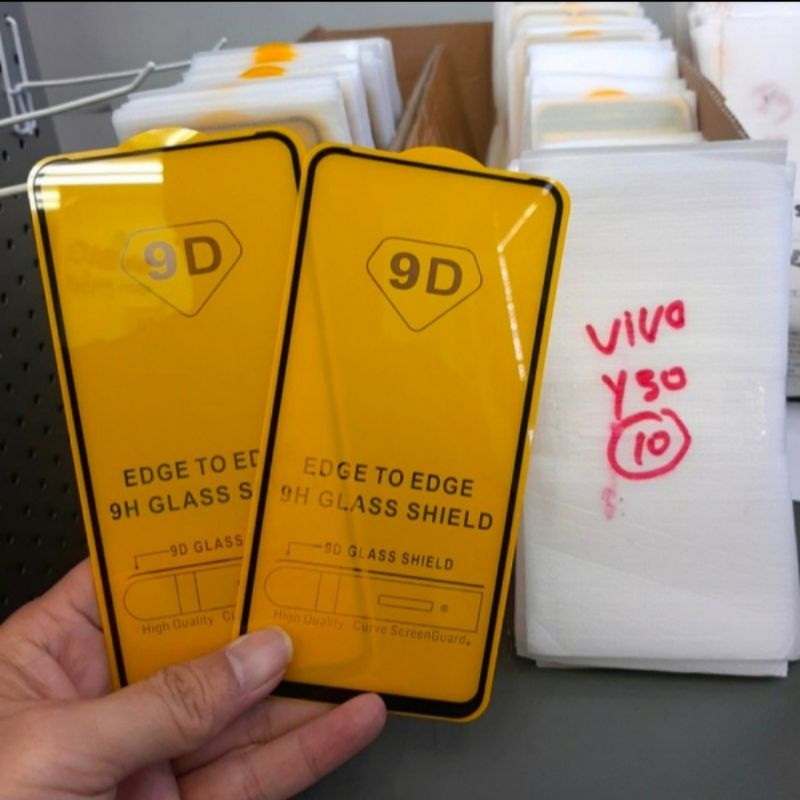 9D
EDGE TO ED
9H GLASS S
9D GLASS
High Quality Cu
9D
EDGE TO EDGE
9H GLASS SHIELD
9D GLASS SHIELD
®
High Quality Curve ScreenGuard.
VIVO
Y30
10